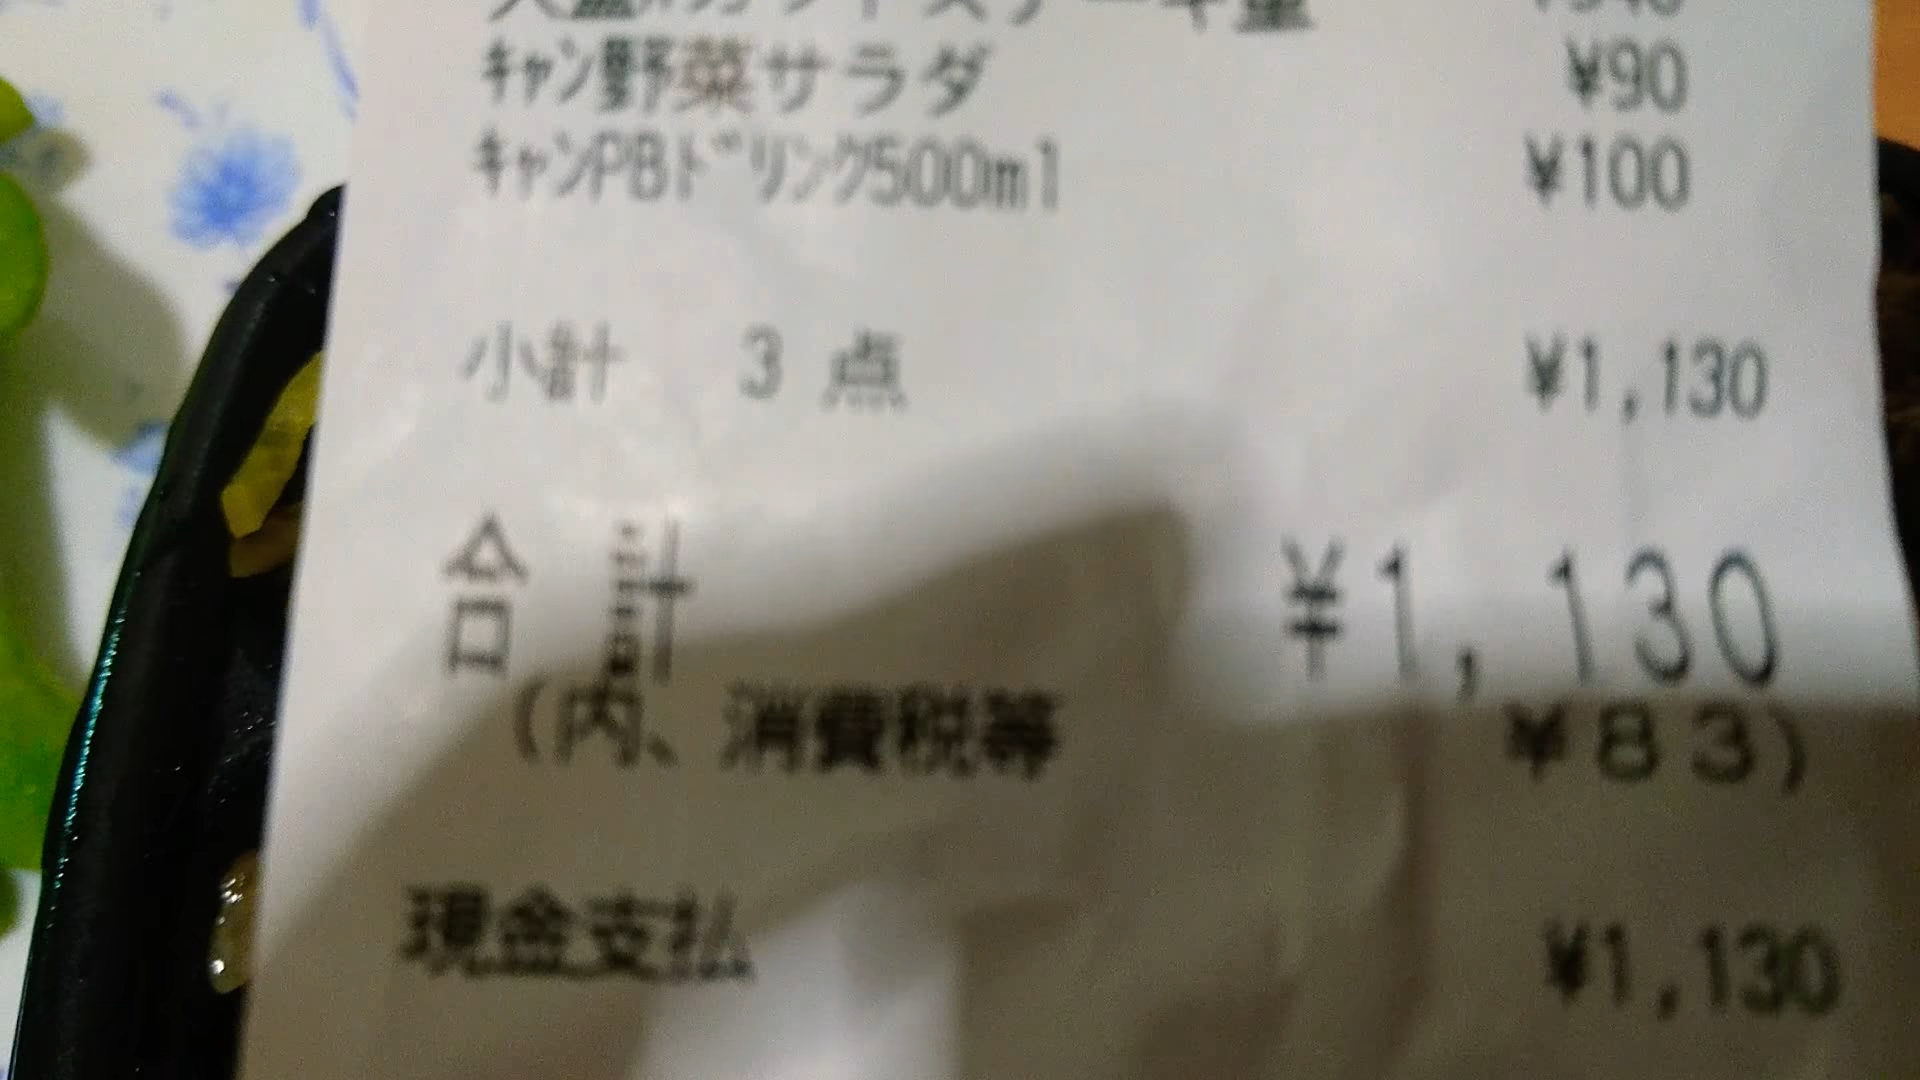 ｷｬﾝ野菜サラダ ¥90
ｷｬﾝPBﾄﾞﾘﾝｸ500ml ¥100
小計 3 点 ¥1,130
合 計 ¥1,130
(内、消費税等 ¥83)
現金支払 ¥1,130